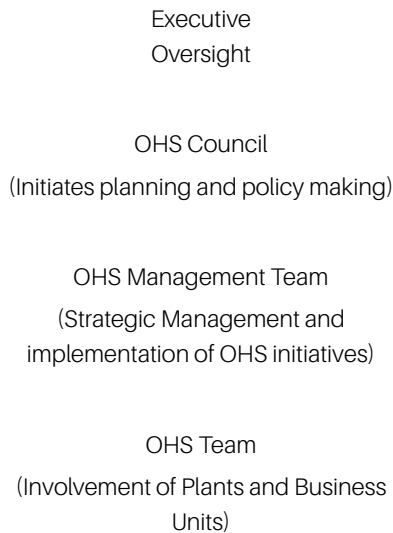 Executive
Oversight
OHS Council
(Initiates planning and policy making)
OHS Management Team
(Strategic Management and
implementation of OHS initiatives)
OHS Team
(Involvement of Plants and Business
Units)